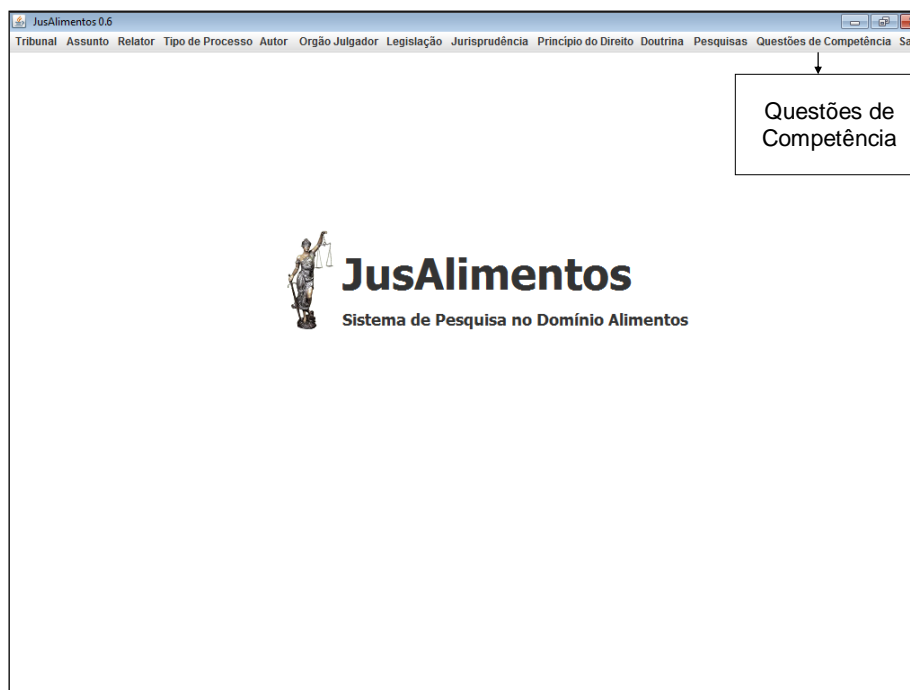 JusAlimentos 0.6
Tribunal Assunto Relator Tipo de Processo Autor Orgão Julgador Legislação Jurisprudência Princípio do Direito Doutrina Pesquisas Questões de Competência Sa
Questões de
Competência
JusAlimentos
Sistema de Pesquisa no Domínio Alimentos